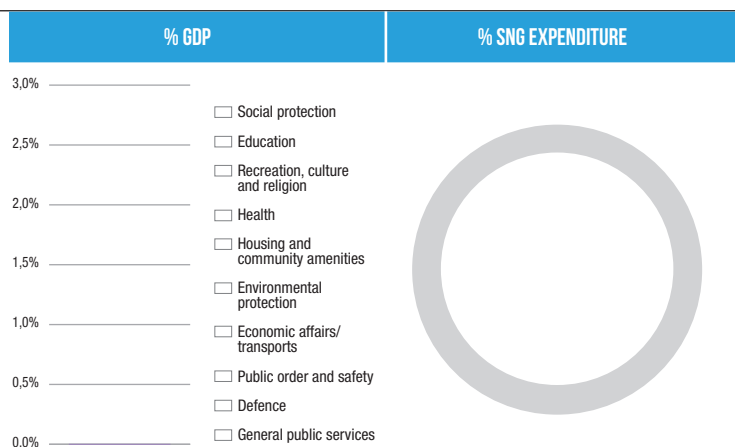 % GDP
% SNG EXPENDITURE
3,0%
2,5%
2,0%
1,5%
1,0%
0,5%
0,0%
Social protection
Education
Recreation, culture
and religion
Health
Housing and
community amenities
Environmental
protection
Economic affairs/
transports
Public order and safety
Defence
General public services